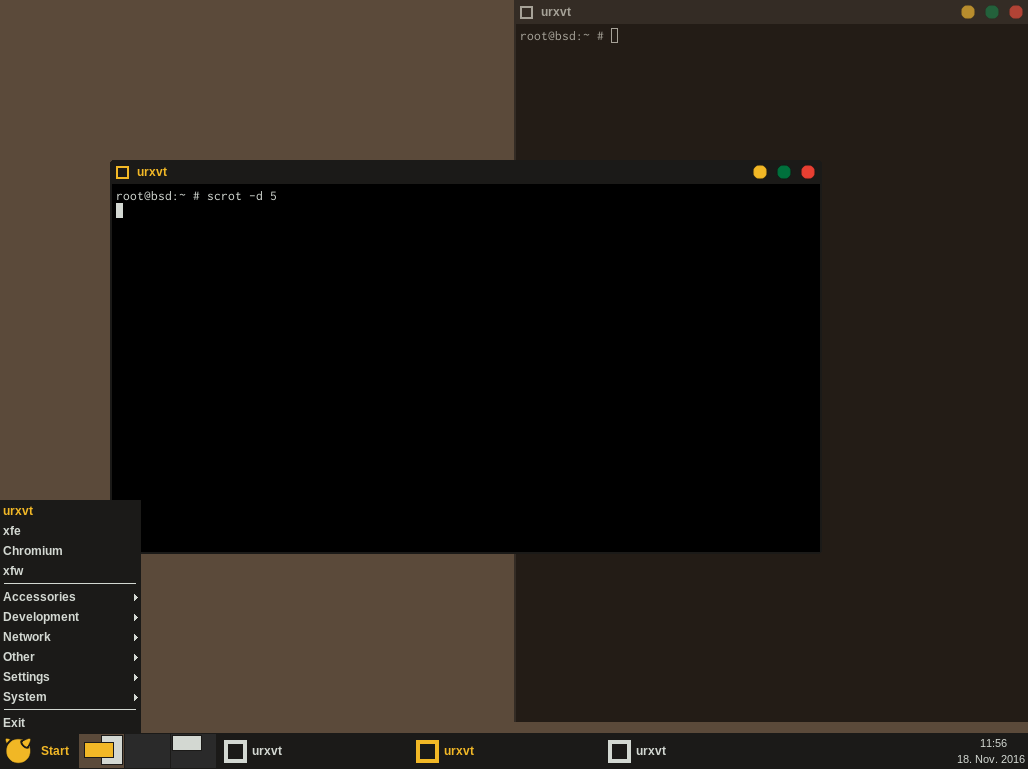 urxvt
root@bsd:~ #
urxvt
root@bsd:~ # scrot -d 5
urxvt
xfe
Chromium
xfw
Accessories
Development
Network
Other
Settings
System
Exit
Start
urxvt
urxvt
urxvt
11:56
18. Nov. 2016